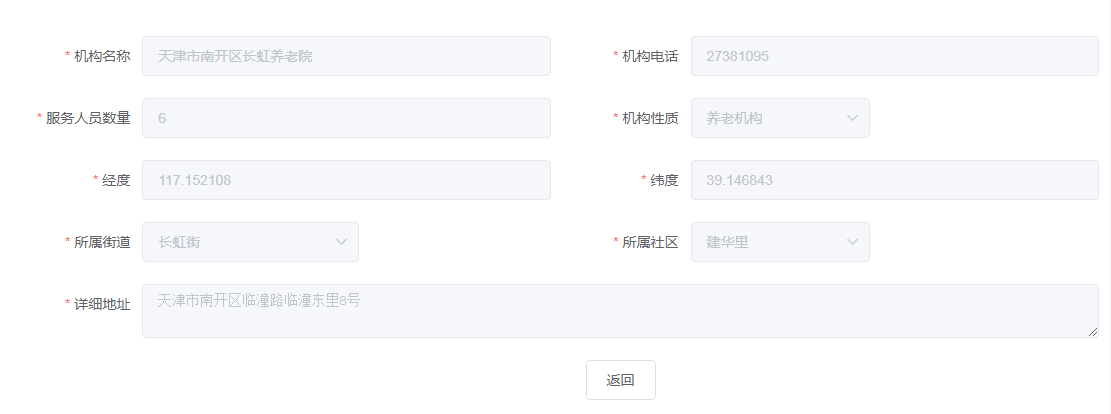 * 机构名称 天津市南开区长虹养老院 * 机构电话 27381095
* 服务人员数量 6 * 机构性质 养老机构
* 经度 117.152108 * 纬度 39.146843
* 所属街道 长虹街 * 所属社区 建华里
* 详细地址 天津市南开区临潼路临潼东里8号
返回